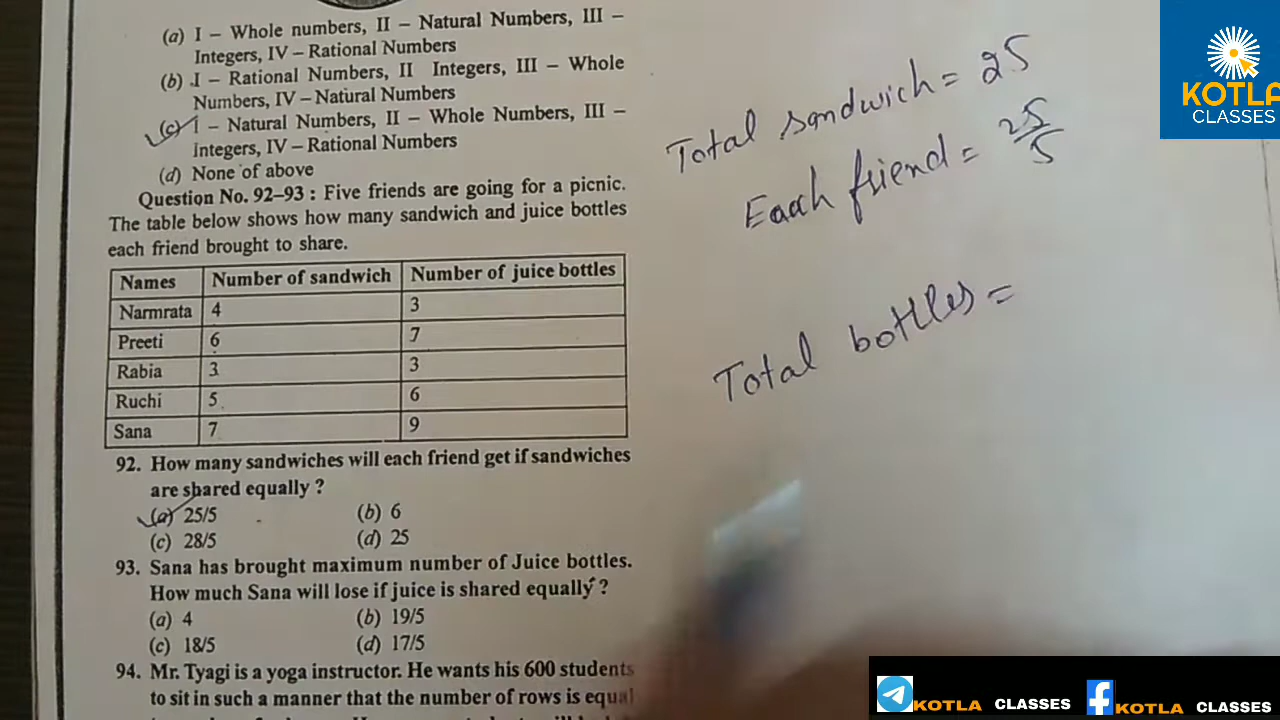 (a) I – Whole numbers, II – Natural Numbers, III –
Integers, IV – Rational Numbers
(b) I – Rational Numbers, II Integers, III – Whole
Numbers, IV – Natural Numbers
(c) I – Natural Numbers, II – Whole Numbers, III –
Integers, IV – Rational Numbers
(d) None of above
Question No. 92–93 : Five friends are going for a picnic.
The table below shows how many sandwich and juice bottles
each friend brought to share.
Names Number of sandwich Number of juice bottles
Narmrata 4 3
Preeti 6 7
Rabia 3 3
Ruchi 5 6
Sana 7 9
92. How many sandwiches will each friend get if sandwiches
are shared equally ?
(a) 25/5 (b) 6
(c) 28/5 (d) 25
93. Sana has brought maximum number of Juice bottles.
How much Sana will lose if juice is shared equally ?
(a) 4 (b) 19/5
(c) 18/5 (d) 17/5
94. Mr. Tyagi is a yoga instructor. He wants his 600 students
to sit in such a manner that the number of rows is equal
Total sandwich = 25
Each friend = 25/5
Total bottles =
KOTLA
CLASSES
KOTLA CLASSES
KOTLA CLASSES